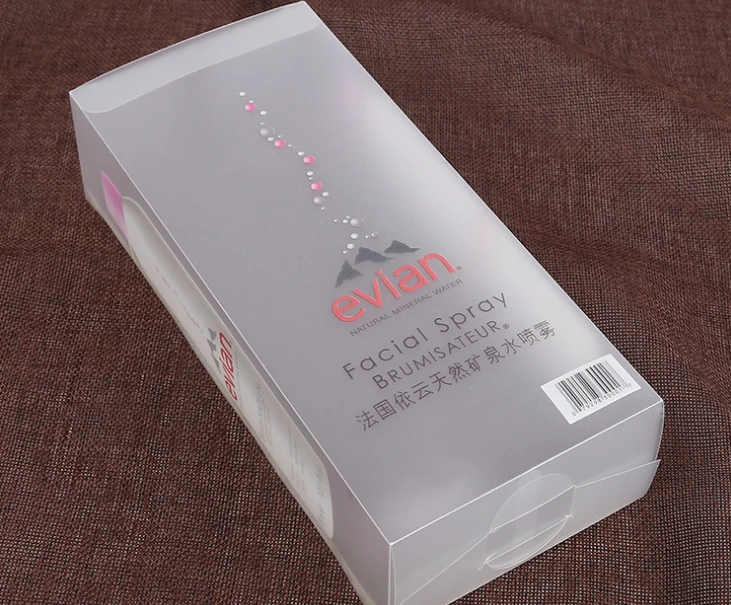 evian®
NATURAL MINERAL WATER
Facial Spray
BRUMISATEUR®
法国依云天然矿泉水喷雾
evian